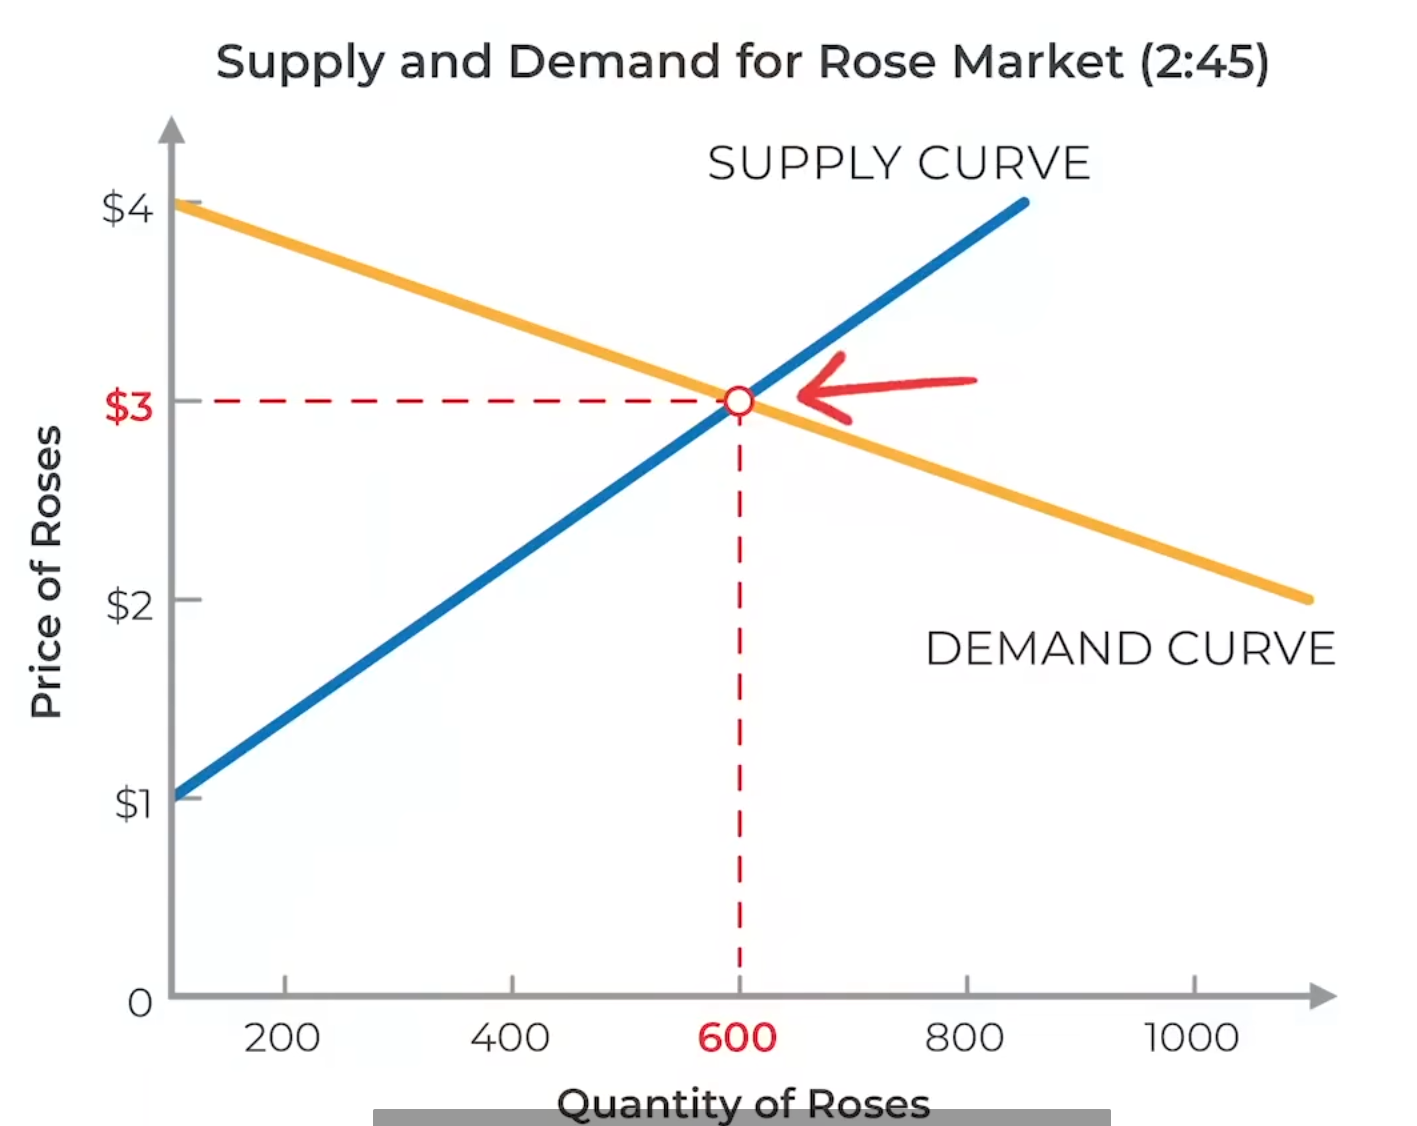 Supply and Demand for Rose Market (2:45)
SUPPLY CURVE
$4
$3
$2
$1
0
Price of Roses
DEMAND CURVE
200 400 600 800 1000
Quantity of Roses